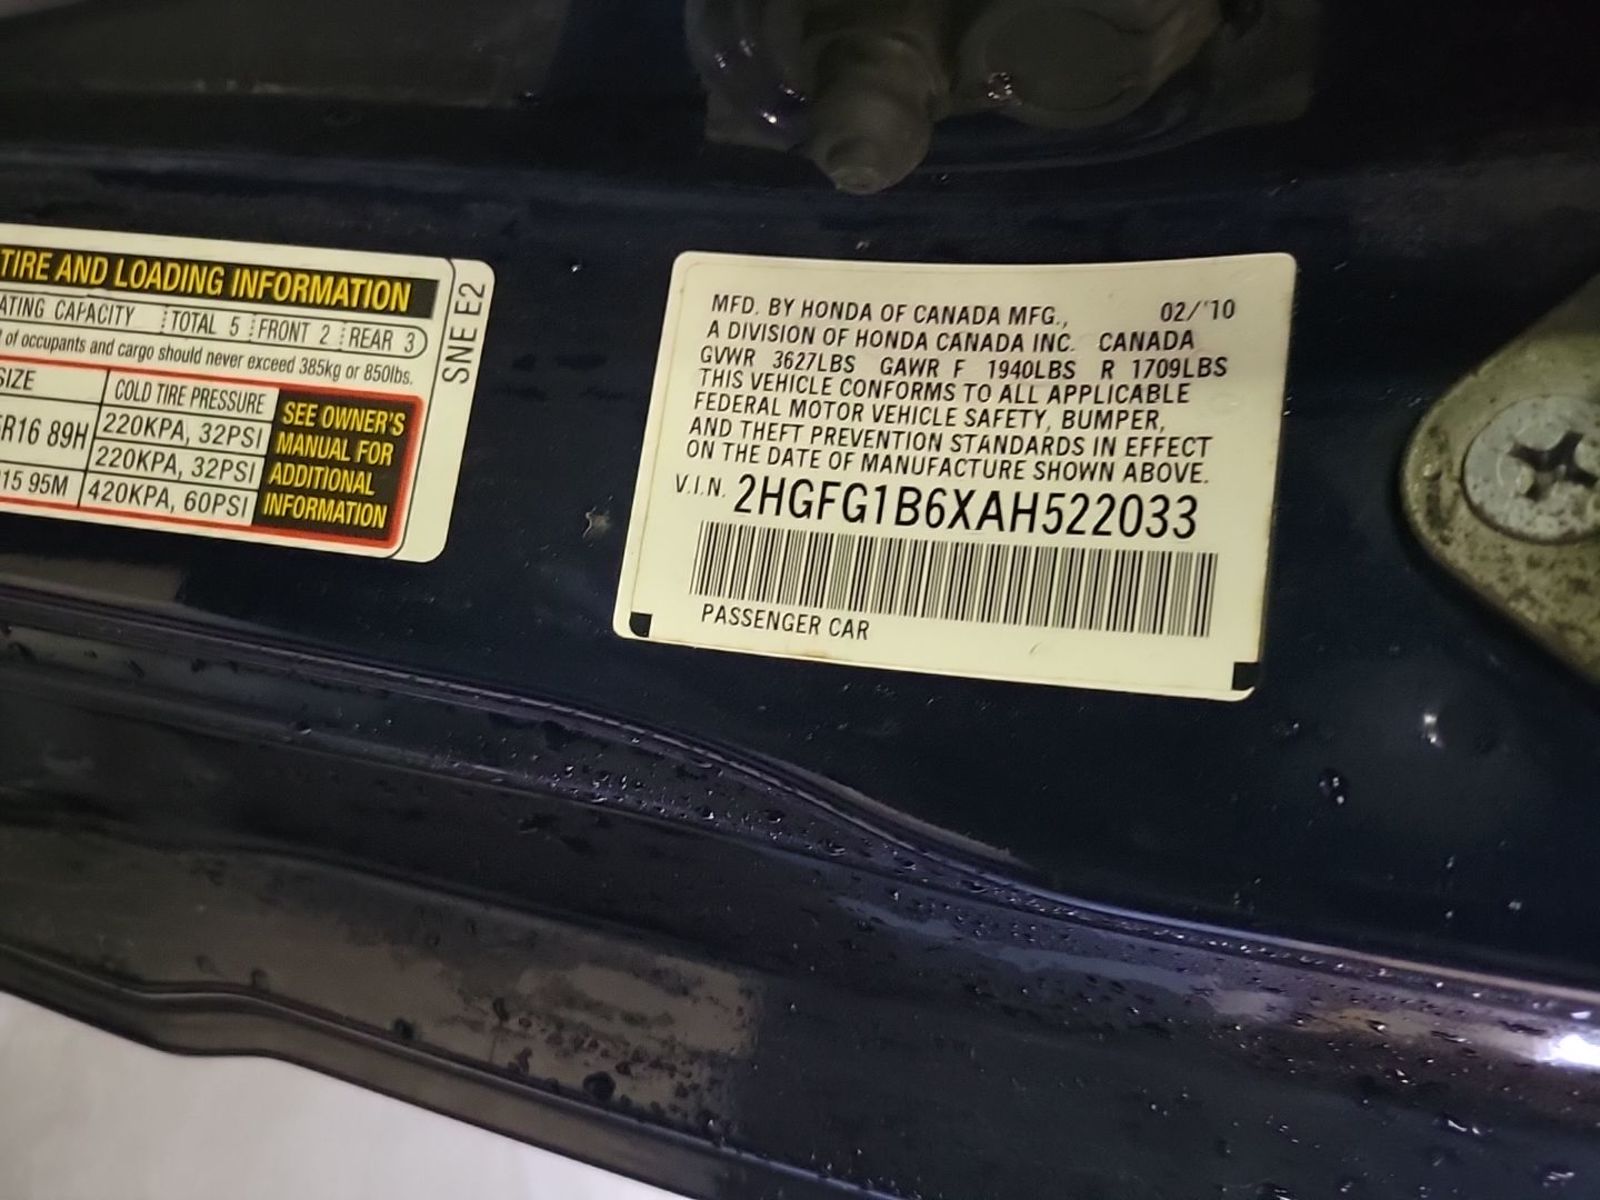 TIRE AND LOADING INFORMATION
ATING CAPACITY TOTAL 5 FRONT 2 REAR 3
of occupants and cargo should never exceed 385kg or 850lbs.
SIZE COLD TIRE PRESSURE
R16 89H 220KPA, 32PSI
220KPA, 32PSI
15 95M 420KPA, 60PSI
SEE OWNER'S
MANUAL FOR
ADDITIONAL
INFORMATION
SNE E2
MFD. BY HONDA OF CANADA MFG., 02/'10
A DIVISION OF HONDA CANADA INC. CANADA
GVWR 3627LBS GAWR F 1940LBS R 1709LBS
THIS VEHICLE CONFORMS TO ALL APPLICABLE
FEDERAL MOTOR VEHICLE SAFETY, BUMPER,
AND THEFT PREVENTION STANDARDS IN EFFECT
ON THE DATE OF MANUFACTURE SHOWN ABOVE.
V.I.N. 2HGFG1B6XAH522033
PASSENGER CAR